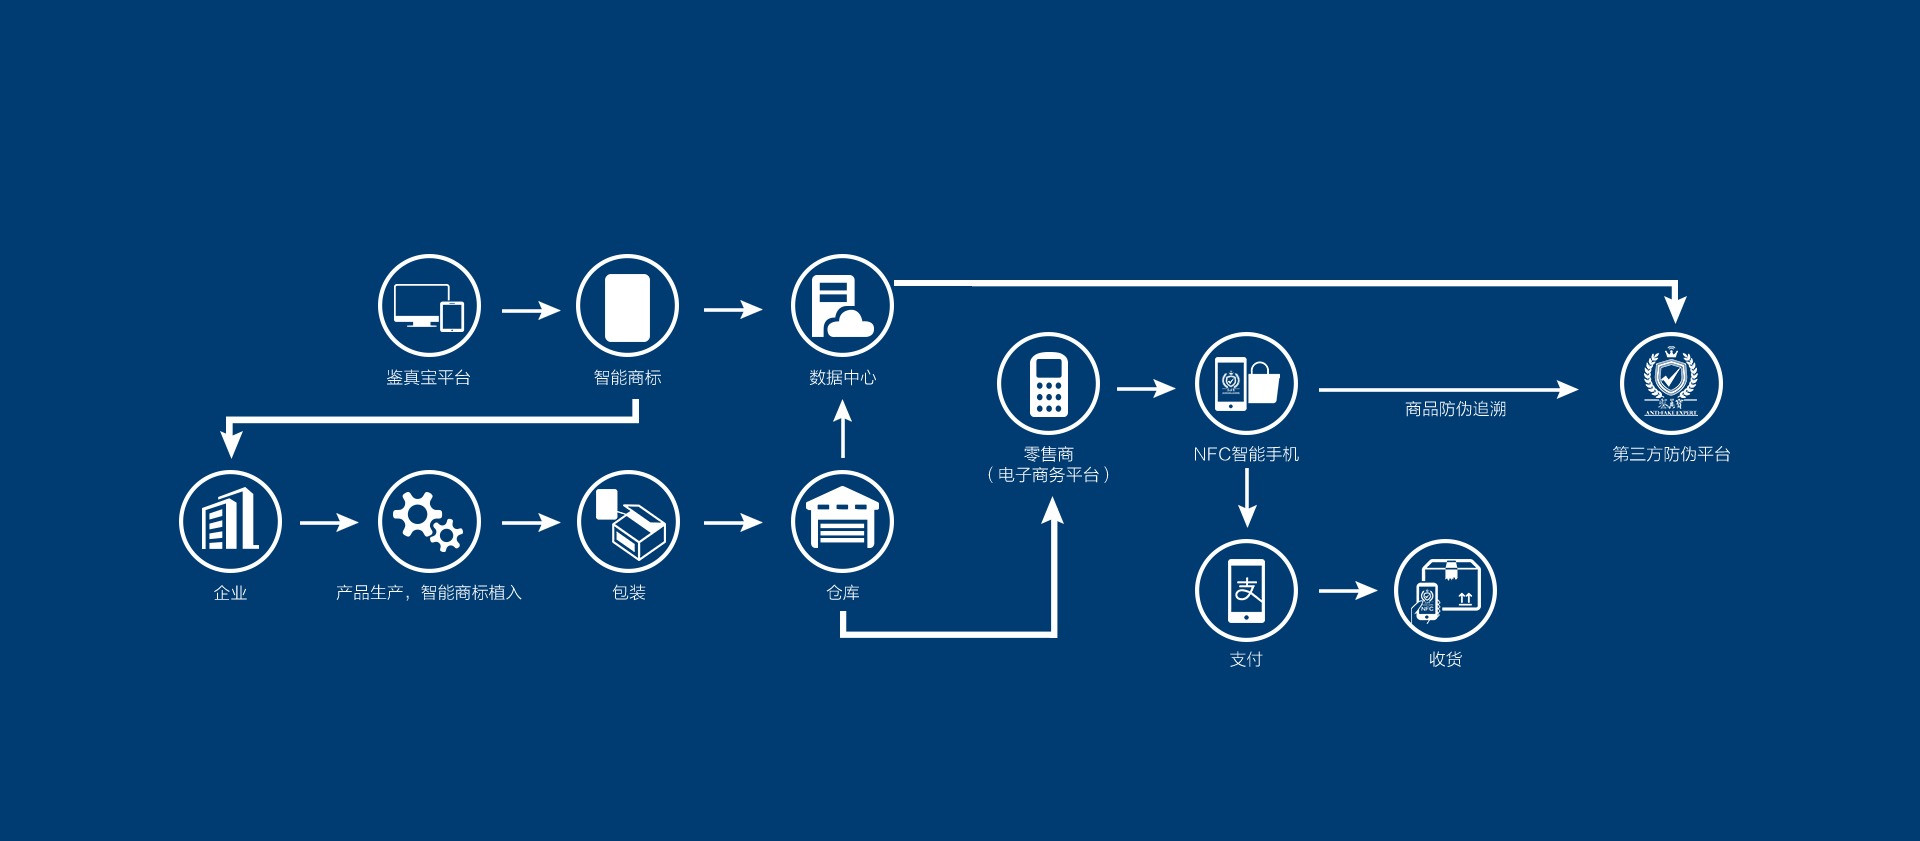 鉴真宝平台
智能商标
数据中心
企业
产品生产，智能商标植入
包装
仓库
零售商
（电子商务平台）
NFC智能手机
商品防伪追溯
鉴真宝
ANTI-FAKE EXPERT
第三方防伪平台
支
支付
NFC
收货